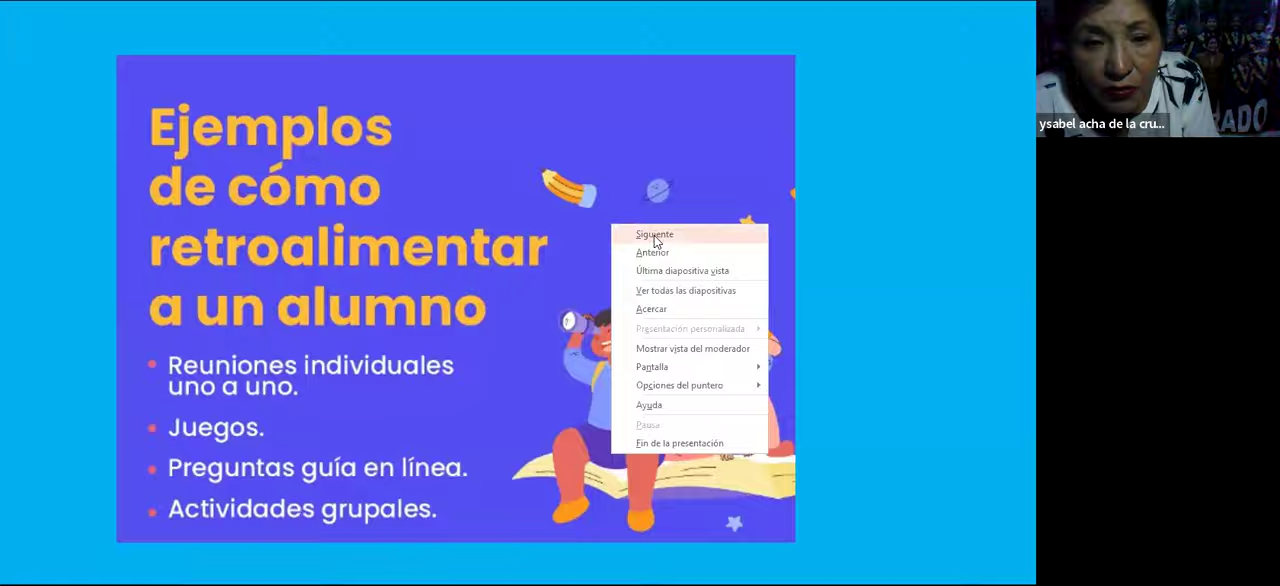 Ejemplos
de cómo
retroalimentar
a un alumno
• Reuniones individuales
uno a uno.
• Juegos.
• Preguntas guía en línea.
• Actividades grupales.
Siguiente
Anterior
Última diapositiva vista
Ver todas las diapositivas
Acercar
Presentación personalizada
Mostrar vista del moderador
Pantalla
Opciones del puntero
Ayuda
Pausa
Fin de la presentación
ysabel acha de la cru...
RADO